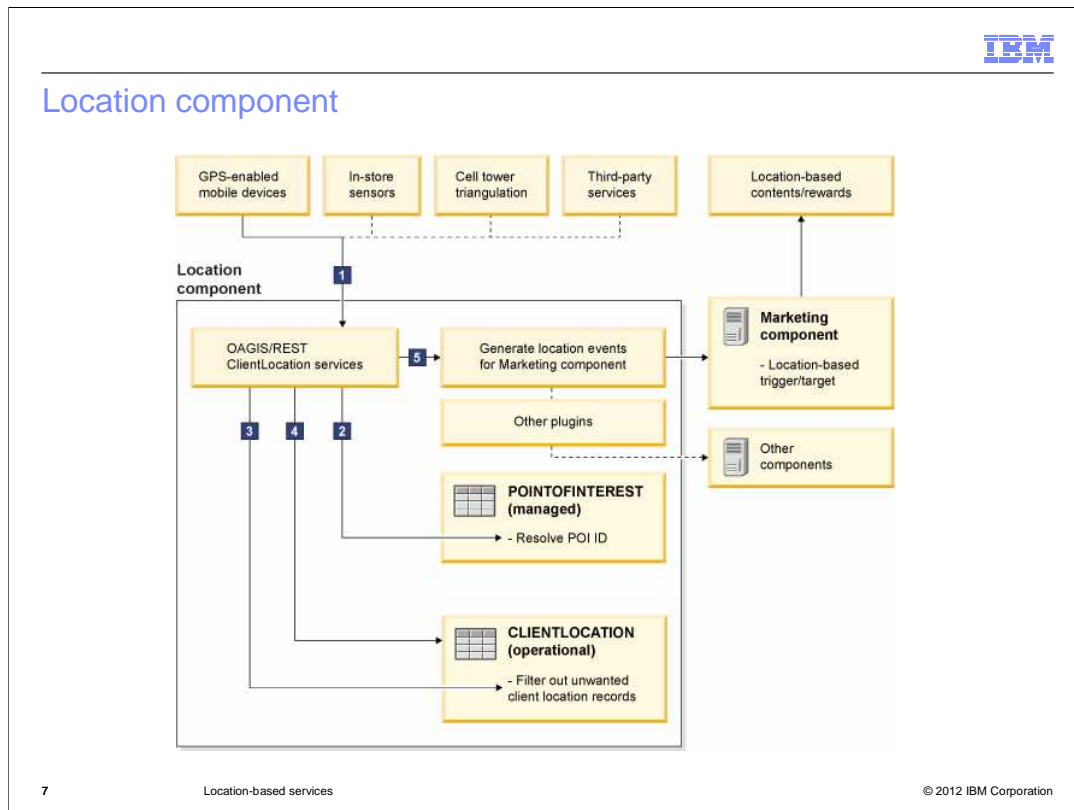 IBM
Location component
GPS-enabled
mobile devices
In-store
sensors
Cell tower
triangulation
Third-party
services
Location-based
contents/rewards
1
Location
component
OAGIS/REST
ClientLocation services
5
Generate location events
for Marketing component
Marketing
component
- Location-based
trigger/target
Other plugins
3
4
2
Other
components
POINTOFINTEREST
(managed)
- Resolve POI ID
CLIENTLOCATION
(operational)
- Filter out unwanted
client location records
7
Location-based services
© 2012 IBM Corporation